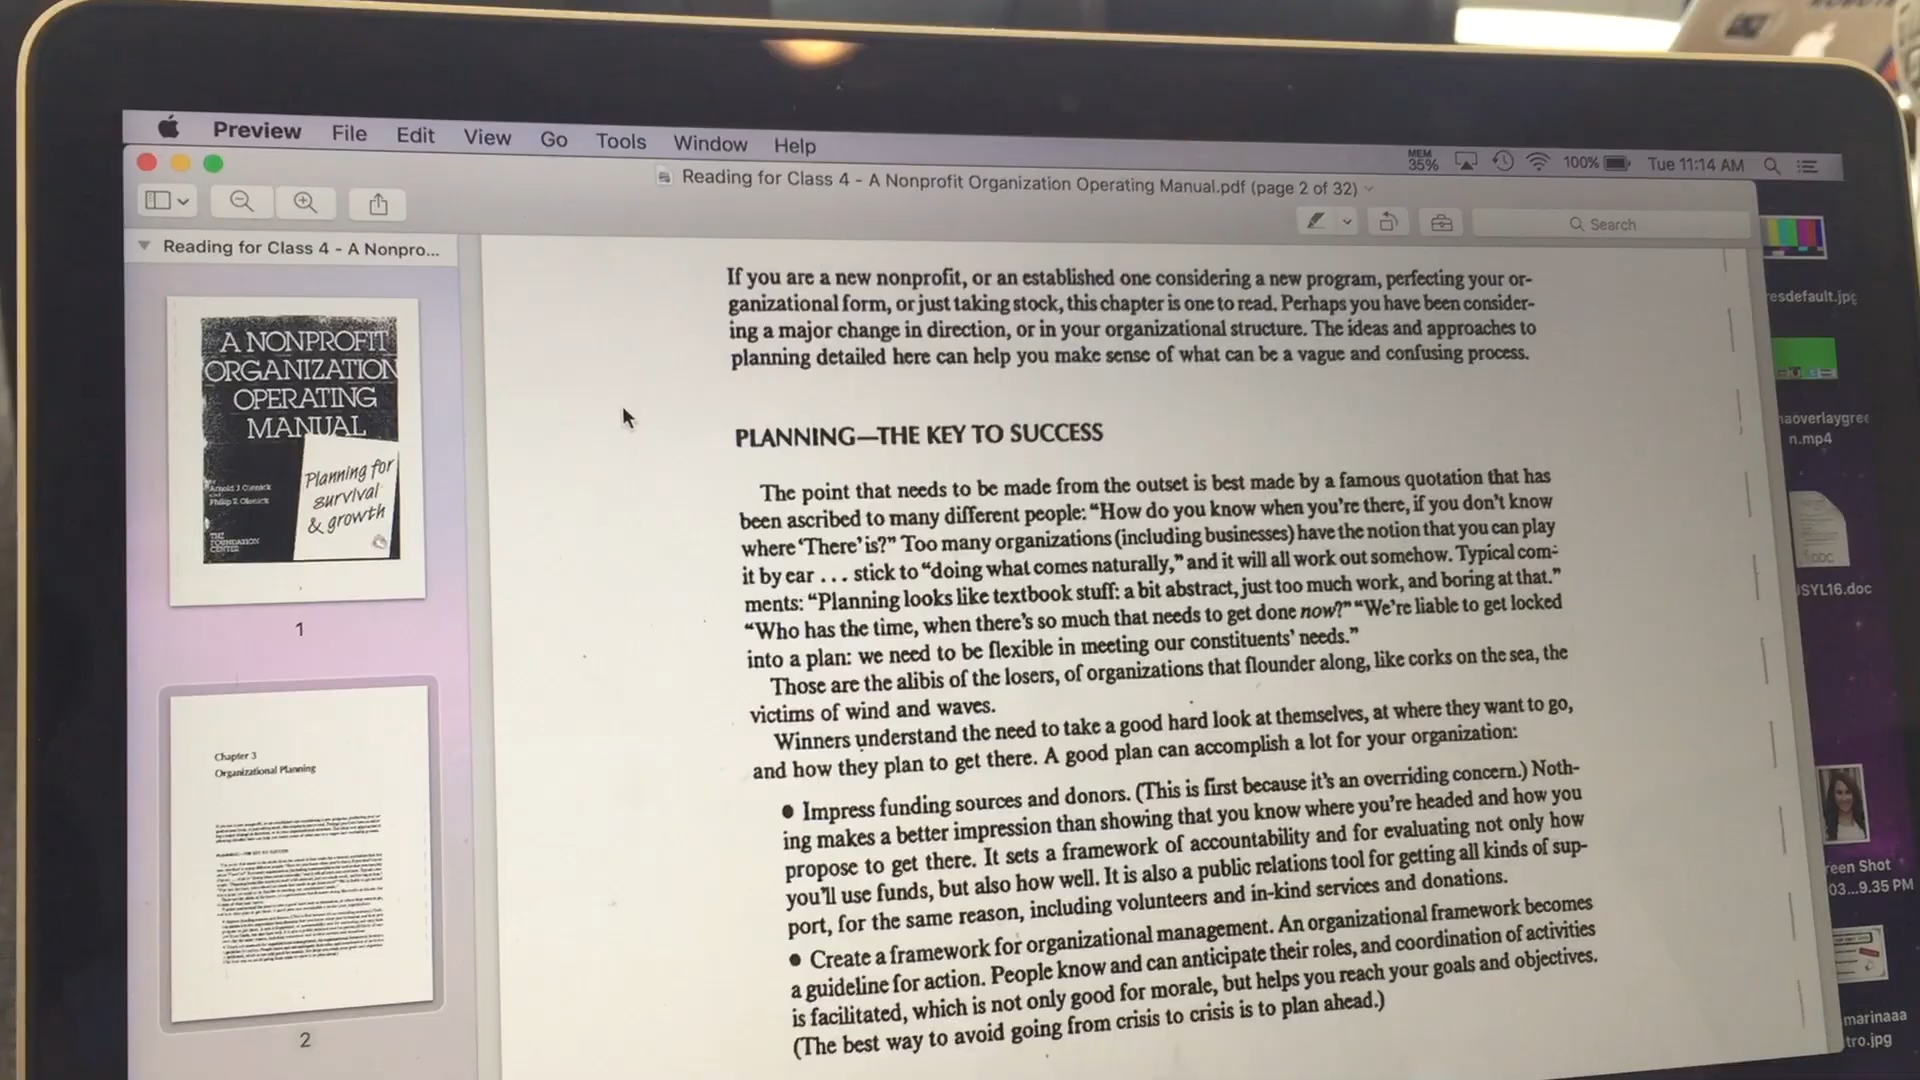 Preview File Edit View Go Tools Window Help
MEM
35%
100%
Tue 11:14 AM
Reading for Class 4 - A Nonprofit Organization Operating Manual.pdf (page 2 of 32)
Search
Reading for Class 4 - A Nonpro...
A NONPROFIT
ORGANIZATION
OPERATING
MANUAL
Planning for
survival
& growth
THE
FOUNDATION
CENTER
1
Chapter 3
Organizational Planning
2
If you are a new nonprofit, or an established one considering a new program, perfecting your or-
ganizational form, or just taking stock, this chapter is one to read. Perhaps you have been consider-
ing a major change in direction, or in your organizational structure. The ideas and approaches to
planning detailed here can help you make sense of what can be a vague and confusing process.
PLANNING—THE KEY TO SUCCESS
The point that needs to be made from the outset is best made by a famous quotation that has
been ascribed to many different people: “How do you know when you’re there, if you don’t know
where ‘There’ is?” Too many organizations (including businesses) have the notion that you can play
it by ear . . . stick to “doing what comes naturally,” and it will all work out somehow. Typical com-
ments: “Planning looks like textbook stuff: a bit abstract, just too much work, and boring at that.”
“Who has the time, when there’s so much that needs to get done now?” “We’re liable to get locked
into a plan: we need to be flexible in meeting our constituents’ needs.”
Those are the alibis of the losers, of organizations that flounder along, like corks on the sea, the
victims of wind and waves.
Winners understand the need to take a good hard look at themselves, at where they want to go,
and how they plan to get there. A good plan can accomplish a lot for your organization:
● Impress funding sources and donors. (This is first because it’s an overriding concern.) Noth-
ing makes a better impression than showing that you know where you’re headed and how you
propose to get there. It sets a framework of accountability and for evaluating not only how
you’ll use funds, but also how well. It is also a public relations tool for getting all kinds of sup-
port, for the same reason, including volunteers and in-kind services and donations.
● Create a framework for organizational management. An organizational framework becomes
a guideline for action. People know and can anticipate their roles, and coordination of activities
is facilitated, which is not only good for morale, but helps you reach your goals and objectives.
(The best way to avoid going from crisis to crisis is to plan ahead.)
esdefault.jpg
naoverlaygree
n.mp4
DOC
SYL16.doc
reen Shot
03...9.35 PM
marinaaa
tro.jpg